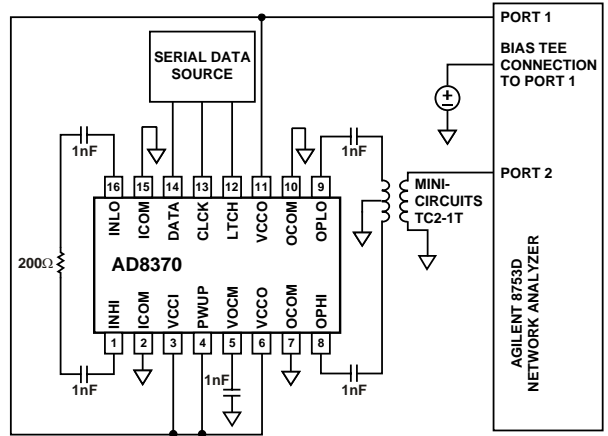 PORT 1
BIAS TEE
CONNECTION
TO PORT 1
SERIAL DATA
SOURCE
1nF
1nF
16
15
14
13
12
11
10
9
INLO
ICOM
DATA
CLCK
LTCH
VCCO
OCOM
OPLO
MINI-
CIRCUITS
TC2-1T
PORT 2
200Ω
AD8370
INHI
ICOM
VCCI
PWUP
VOCM
VCCO
OCOM
OPHI
1
2
3
4
5
6
7
8
1nF
1nF
1nF
AGILENT 8753D
NETWORK ANALYZER